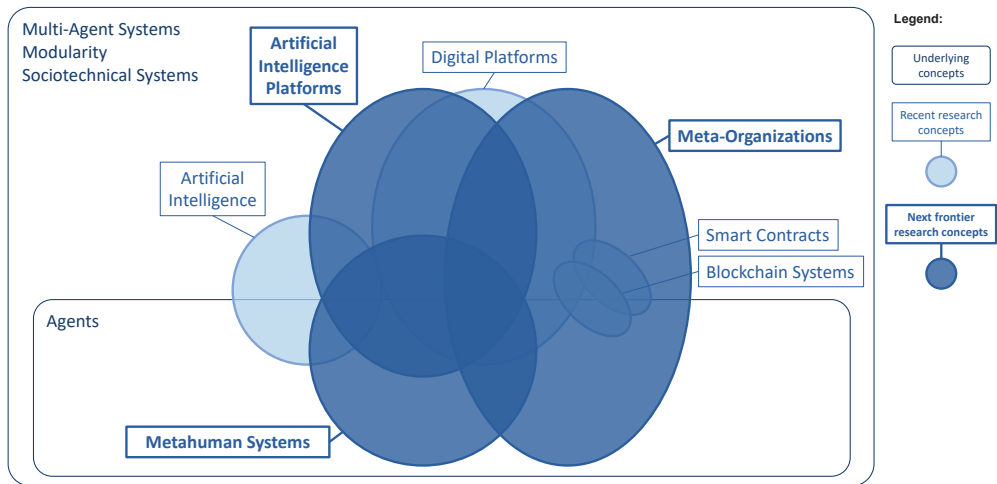 Multi-Agent Systems
Modularity
Sociotechnical Systems
Artificial
Intelligence
Platforms
Digital Platforms
Meta-Organizations
Artificial
Intelligence
Smart Contracts
Blockchain Systems
Agents
Metahuman Systems
Legend:
Underlying
concepts
Recent research
concepts
Next frontier
research concepts